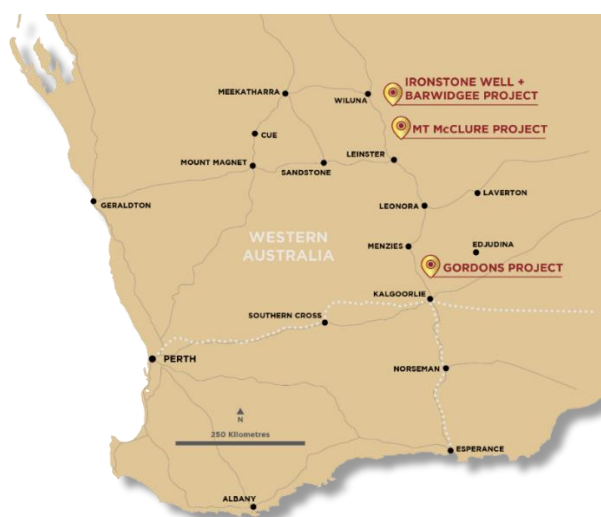 IRONSTONE WELL +
BARWIDGEE PROJECT
MEEKATHARRA
WILUNA
MT McCLURE PROJECT
CUE
LEINSTER
MOUNT MAGNET
SANDSTONE
LAVERTON
GERALDTON
LEONORA
WESTERN
AUSTRALIA
MENZIES
EDJUDINA
GORDONS PROJECT
KALGOORLIE
SOUTHERN CROSS
PERTH
NORSEMAN
N
250 Kilometres
ESPERANCE
ALBANY